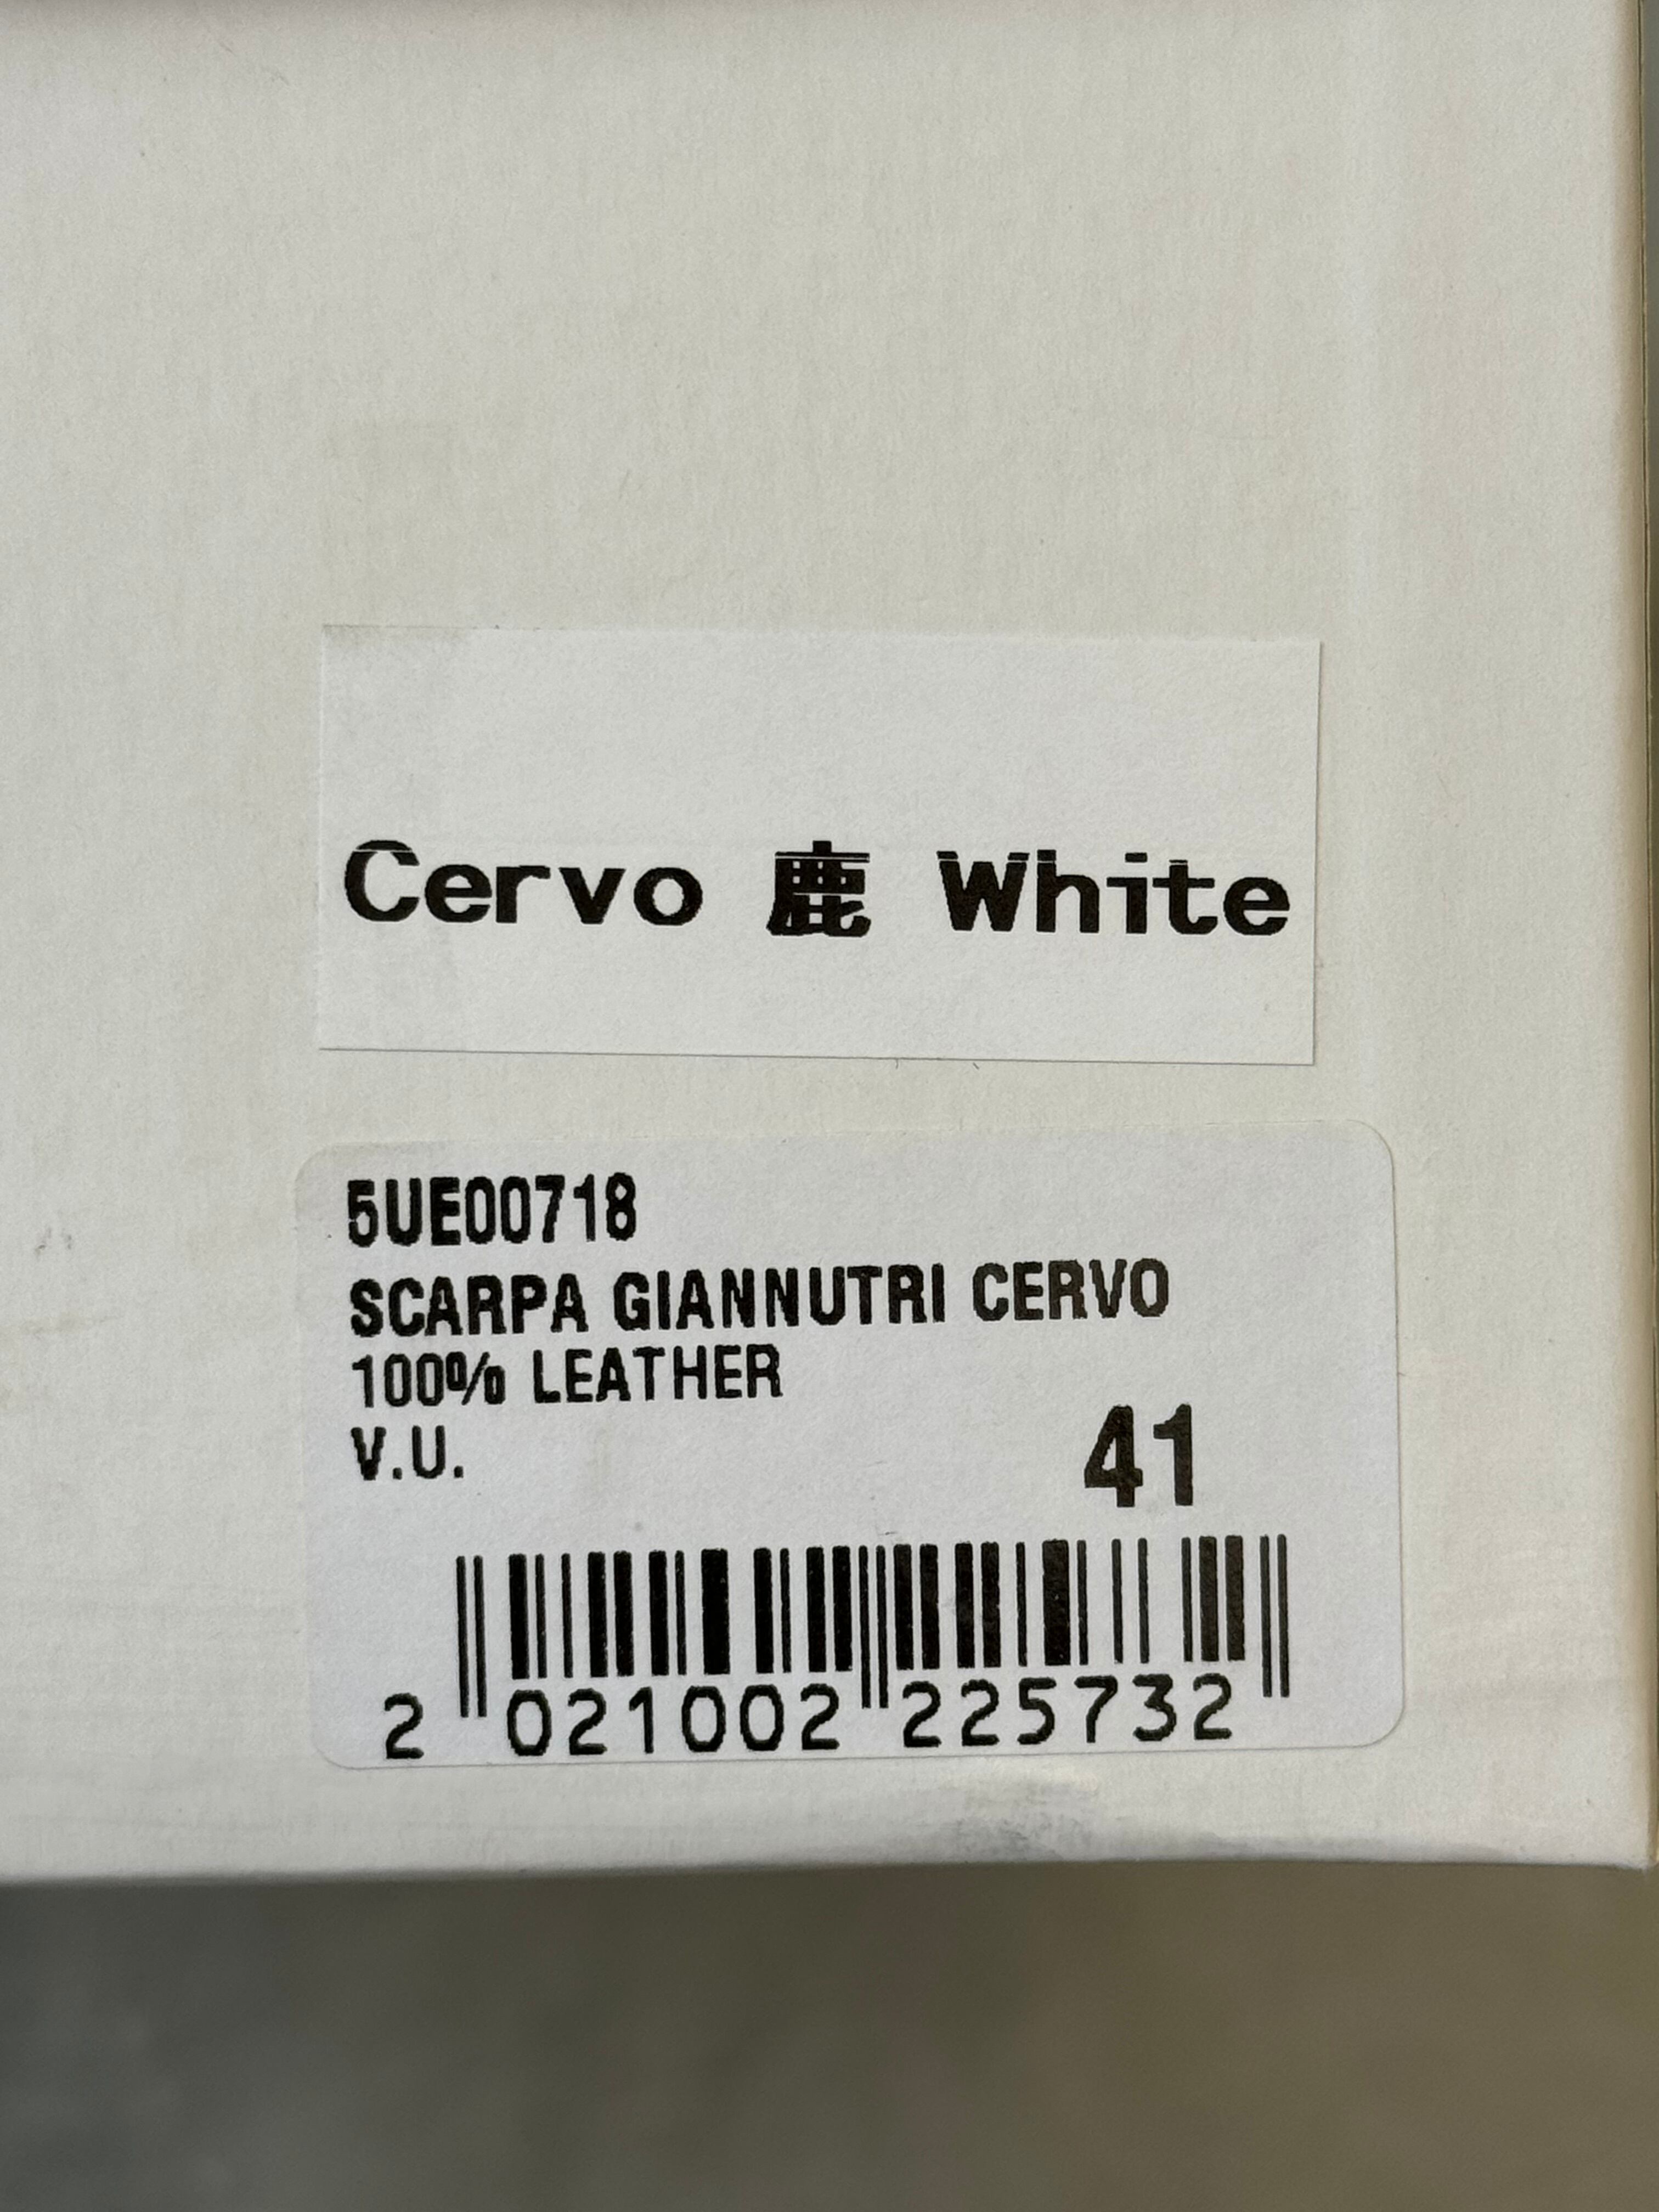 Cervo 鹿 White
5UE00718
SCARPA GIANNUTRI CERVO
100% LEATHER
V.U.
41
2 021002 225732